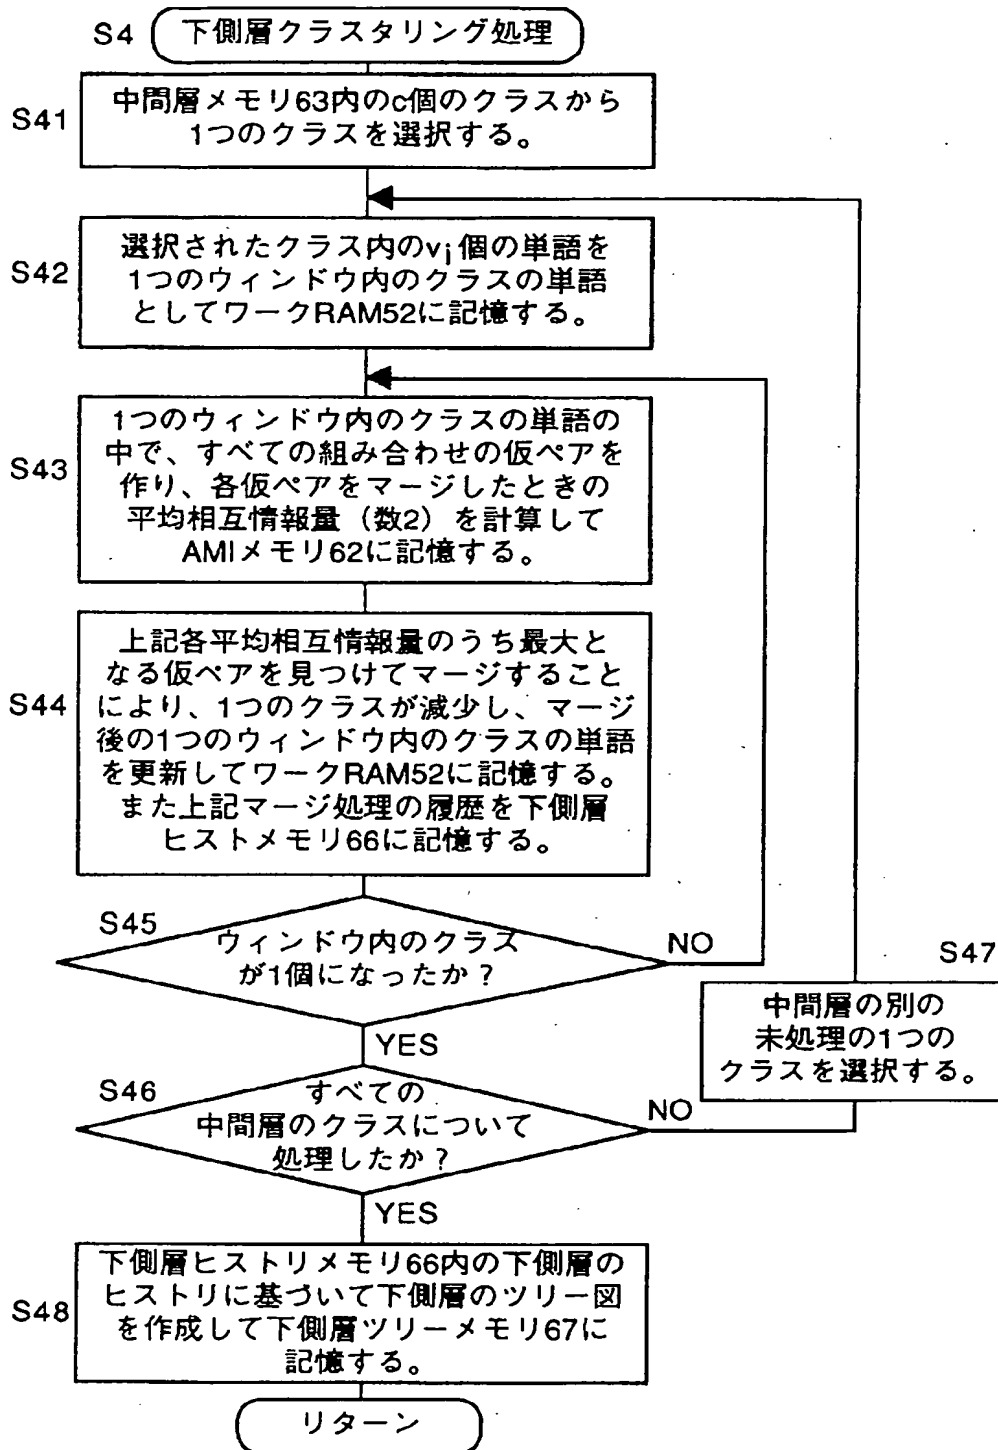 S4
下側層クラスタリング処理
S41
中間層メモリ63内のc個のクラスから
1つのクラスを選択する。
S42
選択されたクラス内のvi個の単語を
1つのウィンドウ内のクラスの単語
としてワークRAM52に記憶する。
S43
1つのウィンドウ内のクラスの単語の
中で、すべての組み合わせの仮ペアを
作り、各仮ペアをマージしたときの
平均相互情報量（数2）を計算して
AMIメモリ62に記憶する。
S44
上記各平均相互情報量のうち最大と
なる仮ペアを見つけてマージすること
により、1つのクラスが減少し、マージ
後の1つのウィンドウ内のクラスの単語
を更新してワークRAM52に記憶する。
また上記マージ処理の履歴を下側層
ヒストメモリ66に記憶する。
S45
ウィンドウ内のクラス
が1個になったか？
NO
YES
S47
中間層の別の
未処理の1つの
クラスを選択する。
S46
すべての
中間層のクラスについて
処理したか？
NO
YES
S48
下側層ヒストリメモリ66内の下側層の
ヒストリに基づいて下側層のツリー図
を作成して下側層ツリーメモリ67に
記憶する。
リターン